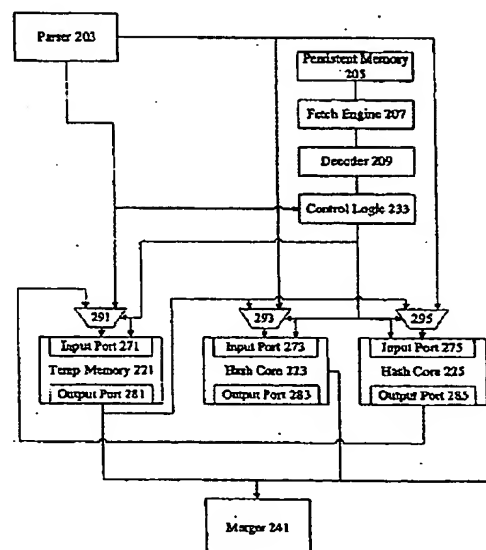 Parser 203
Persistent Memory
205
Fetch Engine 207
Decoder 209
Control Logic 233
291
293
295
Input Port 271
Temp Memory 221
Output Port 281
Input Port 273
Hash Core 223
Output Port 283
Input Port 275
Hash Core 225
Output Port 285
Merger 241